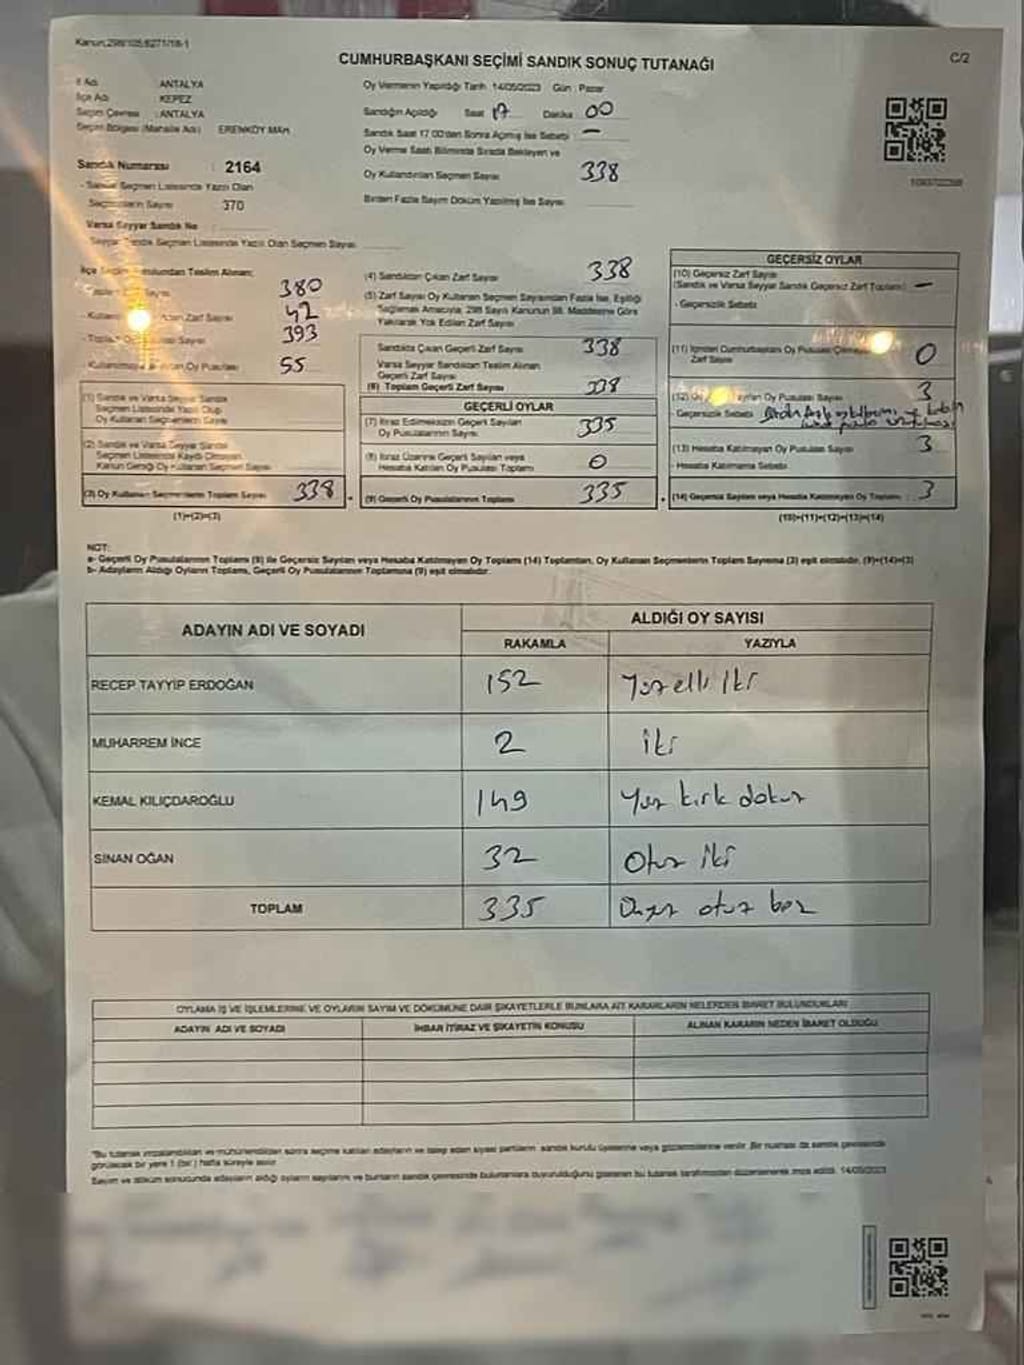 Kanun:298/105;6271/18-1
CUMHURBAŞKANI SEÇİMİ SANDIK SONUÇ TUTANAĞI
C/2
İl Adı : ANTALYA
İlçe Adı : KEPEZ
Seçim Çevresi : ANTALYA
Seçim Bölgesi (Mahalle Adı) : ERENKÖY MAH.
Sandık Numarası : 2164
- Sandık Seçmen Listesinde Yazılı Olan
Seçmenlerin Sayısı 370
Varsa Seyyar Sandık No :
Seyyar Sandık Seçmen Listesinde Yazılı Olan Seçmen Sayısı
Oy Vermenin Yapıldığı Tarih 14/05/2023 Gün : Pazar
Sandığın Açıldığı Saat 17 Dakika 00
Sandık Saat 17.00'den Sonra Açılmış İse Sebebi —
Oy Verme Saati Bitiminde Sırada Bekleyen ve
Oy Kullandırılan Seçmen Sayısı 338
Birden Fazla Sayım Döküm Yapılmış İse Sayısı
İlçe Seçim Kurulundan Teslim Alınan:
380
- Kullanılmayan Zarf Sayısı 42
- Toplam Oy Pusulası Sayısı 393
- Kullanılmayan Oy Pusulası 55
(1) Sandık ve Varsa Seyyar Sandık
Seçmen Listesinde Yazılı Olup
Oy Kullanan Seçmenlerin Sayısı
(2) Sandık ve Varsa Seyyar Sandık
Seçmen Listesinde Kaydı Olmayan
Kanun Gereği Oy Kullanan Seçmen Sayısı
(3) Oy Kullanan Seçmenlerin Toplam Sayısı 338
(1)+(2)=(3)
(4) Sandıktan Çıkan Zarf Sayısı 338
(5) Zarf Sayısı Oy Kullanan Seçmen Sayısından Fazla İse, Eşitliği
Sağlamak Amacıyla, 298 Sayılı Kanunun 98. Maddesine Göre
Yakılarak Yok Edilen Zarf Sayısı
Sandıkta Çıkan Geçerli Zarf Sayısı 338
Varsa Seyyar Sandıktan Teslim Alınan
Geçerli Zarf Sayısı
(6) Toplam Geçerli Zarf Sayısı 338
GEÇERLİ OYLAR
(7) İtiraz Edilmeksizin Geçerli Sayılan
Oy Pusulalarının Sayısı 335
(8) İtiraz Üzerine Geçerli Sayılan veya
Hesaba Katılan Oy Pusulası Toplamı 0
(9) Geçerli Oy Pusulalarının Toplamı 335
GEÇERSİZ OYLAR
(10) Geçersiz Zarf Sayısı
(Sandık ve Varsa Seyyar Sandık Geçersiz Zarf Toplamı) —
- Geçersizlik Sebebi:
(11) İçinden Cumhurbaşkanı Oy Pusulası Çıkmayan
Zarf Sayısı 0
(12) Geçersiz Sayılan Oy Pusulası Sayısı 3
- Geçersizlik Sebebi
(13) Hesaba Katılmayan Oy Pusulası Sayısı 3
- Hesaba Katılmama Sebebi
(14) Geçersiz Sayılan veya Hesaba Katılmayan Oy Toplamı : 3
(10)+(11)+(12)+(13)=(14)
NOT:
a- Geçerli Oy Pusulalarının Toplamı (9) ile Geçersiz Sayılan veya Hesaba Katılmayan Oy Toplamı (14) Toplamları, Oy Kullanan Seçmenlerin Toplam Sayısına (3) eşit olmalıdır. (9)+(14)=(3)
b- Adayların Aldığı Oyların Toplamı, Geçerli Oy Pusulalarının Toplamına (9) eşit olmalıdır.
ADAYIN ADI VE SOYADI
ALDIĞI OY SAYISI
RAKAMLA YAZIYLA
RECEP TAYYİP ERDOĞAN 152 Yüz elli iki
MUHARREM İNCE 2 iki
KEMAL KILIÇDAROĞLU 149 Yüz kırk dokuz
SİNAN OĞAN 32 Otuz iki
TOPLAM 335 Üçyüz otuz beş
OYLAMA İŞ VE İŞLEMLERİNE VE OYLARIN SAYIM VE DÖKÜMÜNE DAİR ŞİKAYETLERLE BUNLARA AİT KARARLARIN NELERDEN İBARET BULUNDUKLARI
ADAYIN ADI VE SOYADI İHBAR İTİRAZ VE ŞİKAYETİN KONUSU ALINAN KARARIN NEDEN İBARET OLDUĞU
"Bu tutanak imzalandıktan ve mühürlendikten sonra seçime katılan adayların ve talep eden siyasi partilerin sandık kurulu üyelerine veya gözlemcilerine verilir. Bir nüshası da sandık çevresinde
görülecek bir yere 1 (bir) hafta süreyle asılır.
Sayım ve döküm sonucunda adayların aldığı oyların sayılarını ve bunların sandık çevresinde bulunanlara duyurulduğunu gösteren bu tutanak tarafımızdan düzenlenerek imza edildi. 14/05/2023